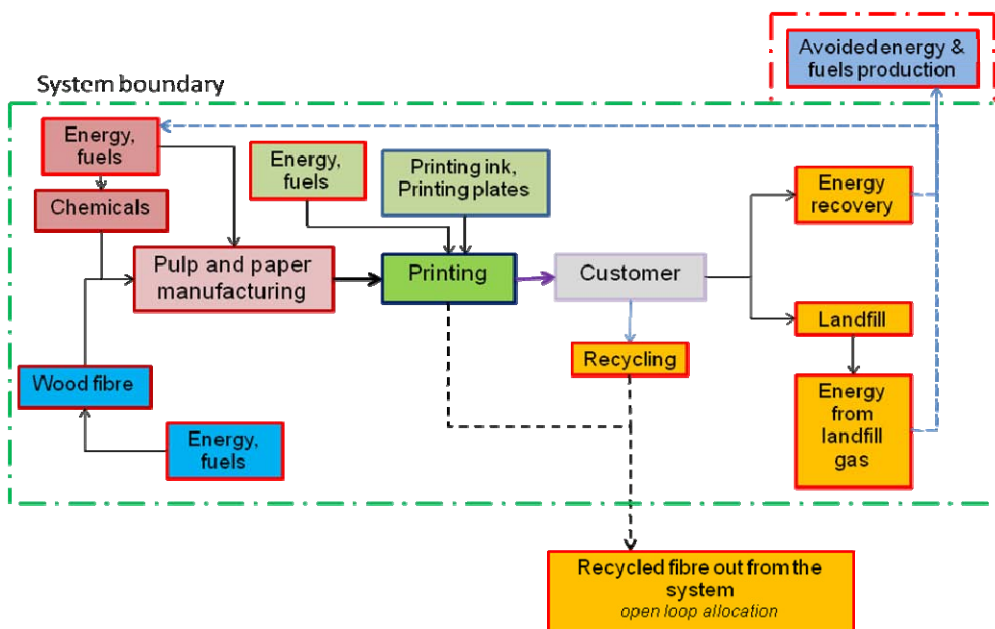 Avoided energy &
fuels production
System boundary
Energy,
fuels
Energy,
fuels
Printing ink,
Printing plates
Energy
recovery
Chemicals
Pulp and paper
manufacturing
Printing
Customer
Landfill
Recycling
Wood fibre
Energy
from
landfill
gas
Energy,
fuels
Recycled fibre out from the
system
open loop allocation